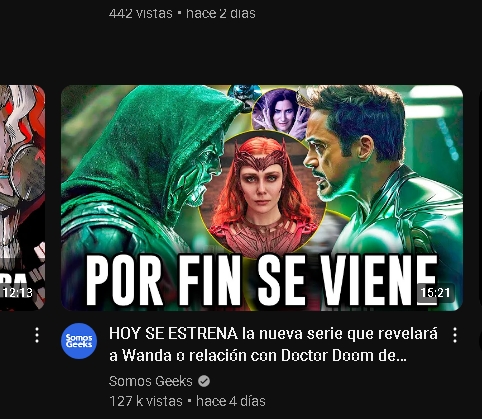 442 vistas • hace 2 días
POR FIN SE VIENE
12:13
15:21
Somos
Geeks
HOY SE ESTRENA la nueva serie que revelará
a Wanda o relación con Doctor Doom de...
Somos Geeks
127 k vistas • hace 4 días